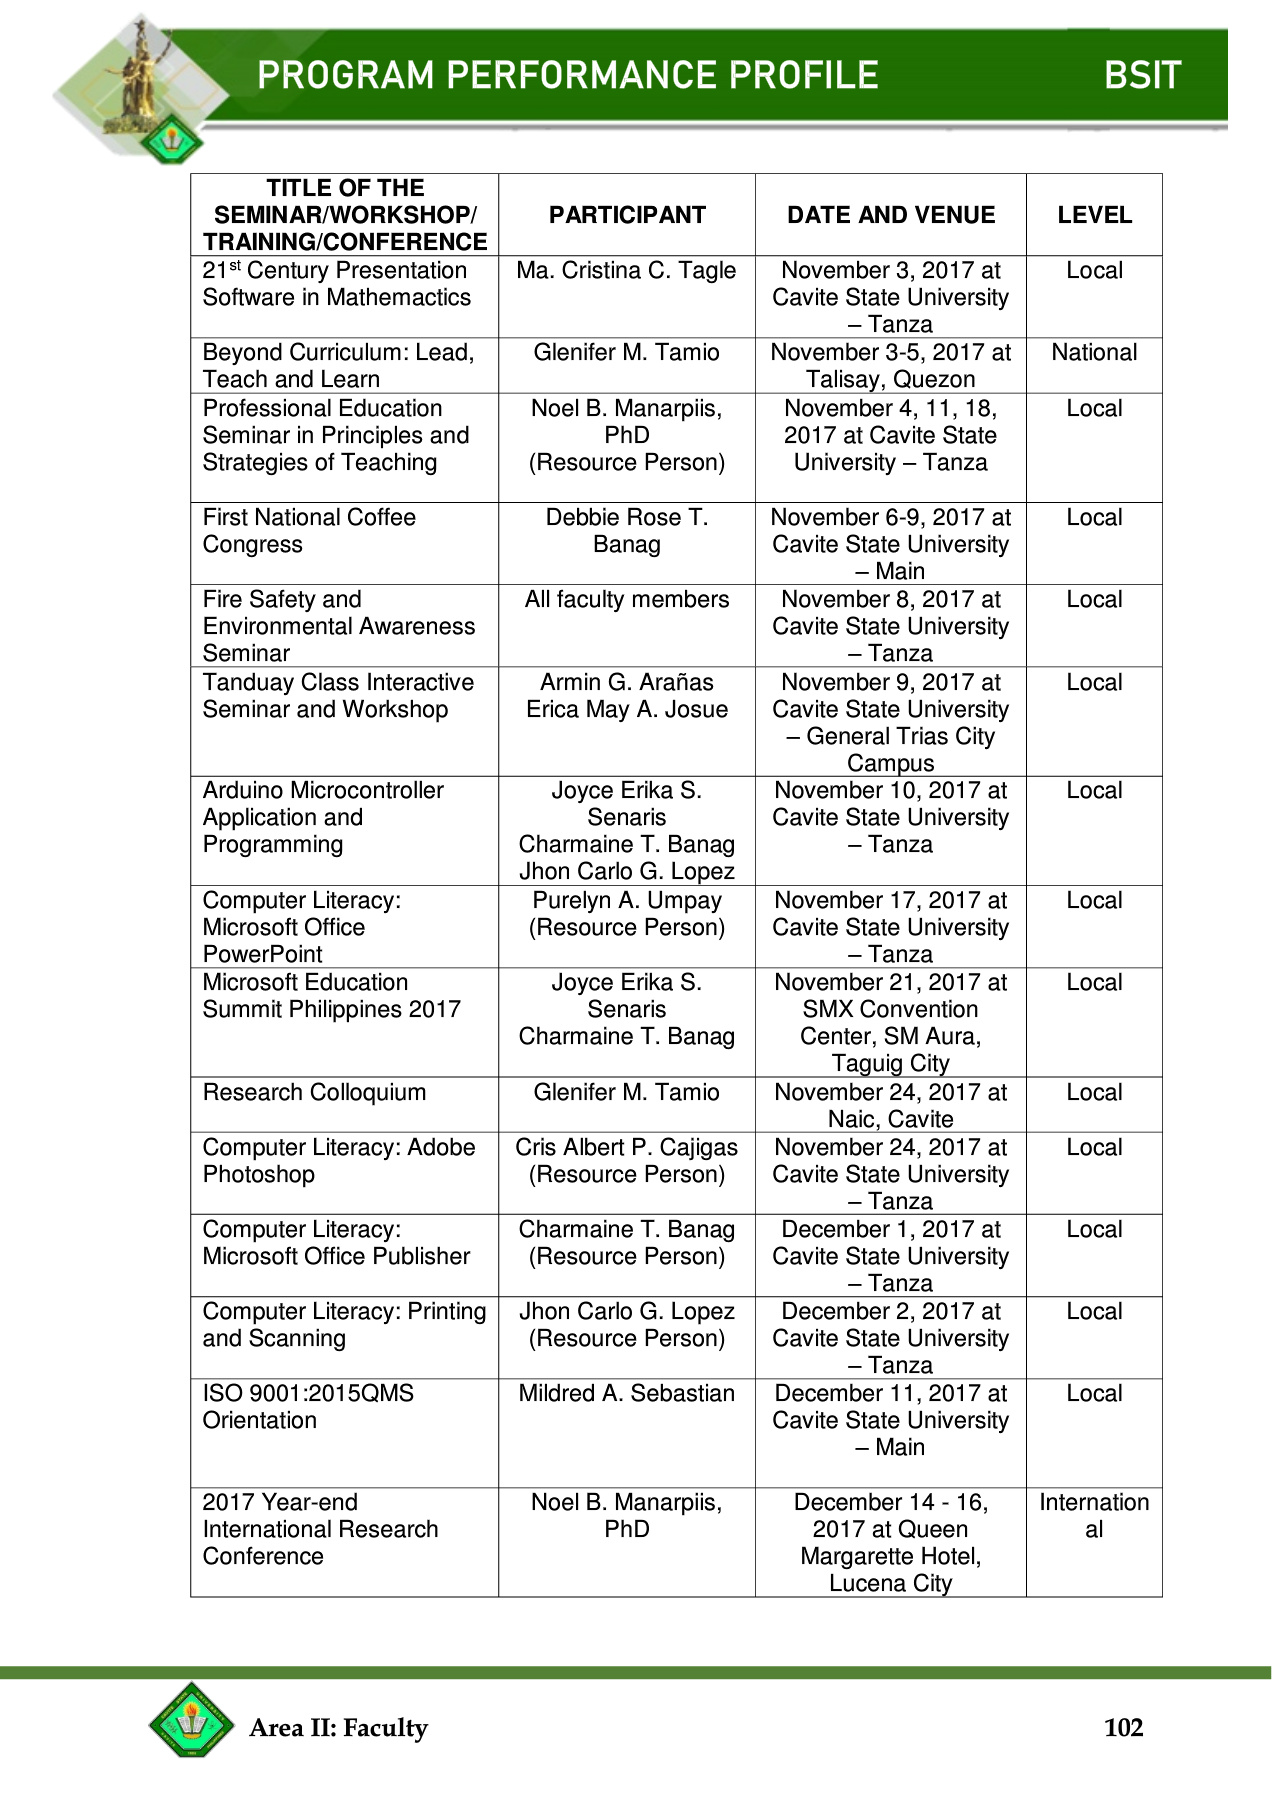 PROGRAM PERFORMANCE PROFILE BSIT
TITLE OF THE
SEMINAR/WORKSHOP/
TRAINING/CONFERENCE
PARTICIPANT
DATE AND VENUE
LEVEL
21st Century Presentation
Software in Mathemactics
Ma. Cristina C. Tagle
November 3, 2017 at
Cavite State University
– Tanza
Local
Beyond Curriculum: Lead,
Teach and Learn
Glenifer M. Tamio
November 3-5, 2017 at
Talisay, Quezon
National
Professional Education
Seminar in Principles and
Strategies of Teaching
Noel B. Manarpiis,
PhD
(Resource Person)
November 4, 11, 18,
2017 at Cavite State
University – Tanza
Local
First National Coffee
Congress
Debbie Rose T.
Banag
November 6-9, 2017 at
Cavite State University
– Main
Local
Fire Safety and
Environmental Awareness
Seminar
All faculty members
November 8, 2017 at
Cavite State University
– Tanza
Local
Tanduay Class Interactive
Seminar and Workshop
Armin G. Arañas
Erica May A. Josue
November 9, 2017 at
Cavite State University
– General Trias City
Campus
Local
Arduino Microcontroller
Application and
Programming
Joyce Erika S.
Senaris
Charmaine T. Banag
Jhon Carlo G. Lopez
November 10, 2017 at
Cavite State University
– Tanza
Local
Computer Literacy:
Microsoft Office
PowerPoint
Purelyn A. Umpay
(Resource Person)
November 17, 2017 at
Cavite State University
– Tanza
Local
Microsoft Education
Summit Philippines 2017
Joyce Erika S.
Senaris
Charmaine T. Banag
November 21, 2017 at
SMX Convention
Center, SM Aura,
Taguig City
Local
Research Colloquium
Glenifer M. Tamio
November 24, 2017 at
Naic, Cavite
Local
Computer Literacy: Adobe
Photoshop
Cris Albert P. Cajigas
(Resource Person)
November 24, 2017 at
Cavite State University
– Tanza
Local
Computer Literacy:
Microsoft Office Publisher
Charmaine T. Banag
(Resource Person)
December 1, 2017 at
Cavite State University
– Tanza
Local
Computer Literacy: Printing
and Scanning
Jhon Carlo G. Lopez
(Resource Person)
December 2, 2017 at
Cavite State University
– Tanza
Local
ISO 9001:2015QMS
Orientation
Mildred A. Sebastian
December 11, 2017 at
Cavite State University
– Main
Local
2017 Year-end
International Research
Conference
Noel B. Manarpiis,
PhD
December 14 - 16,
2017 at Queen
Margarette Hotel,
Lucena City
Internation
al
Area II: Faculty 102